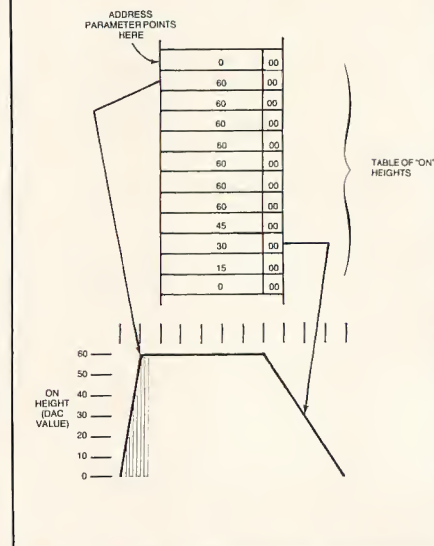 ADDRESS
PARAMETER POINTS
HERE
0 00
60 00
60 00
60 00
60 00
60 00
60 00
60 00
45 00
30 00
15 00
0 00
TABLE OF "ON"
HEIGHTS
ON
HEIGHT
(DAC
VALUE)
60
50
40
30
20
10
0